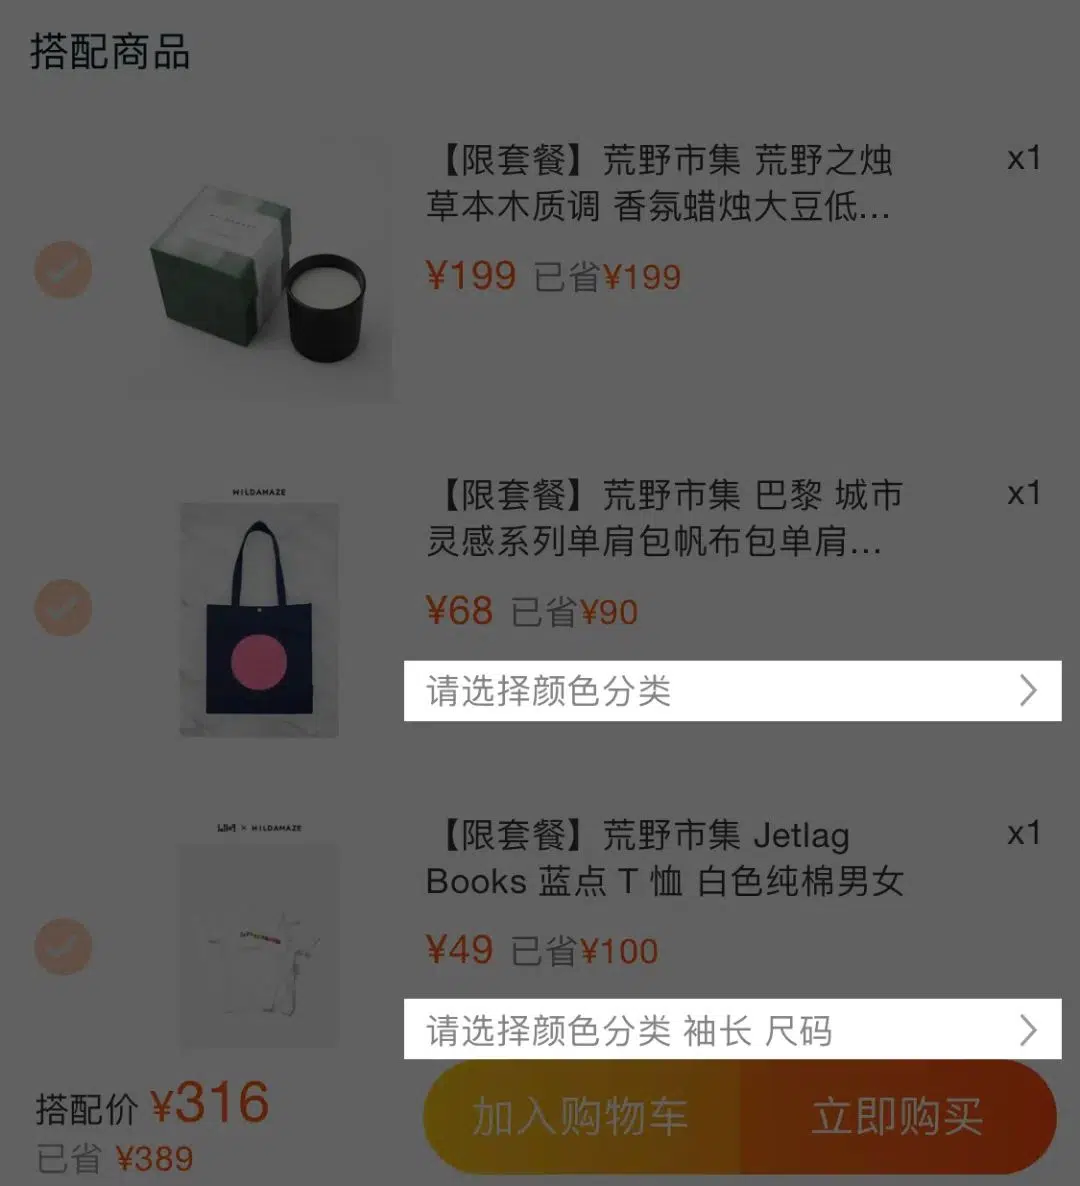 搭配商品
【限套餐】荒野市集 荒野之烛
x1
草本木质调 香氛蜡烛大豆低...
¥199 已省¥199
WILDAMAZE
【限套餐】荒野市集 巴黎 城市
x1
灵感系列单肩包帆布包单肩...
¥68 已省¥90
请选择颜色分类
× WILDAMAZE
【限套餐】荒野市集 Jetlag
x1
Books 蓝点 T 恤 白色纯棉男女
¥49 已省¥100
请选择颜色分类 袖长 尺码
搭配价 ¥316
已省 ¥389
加入购物车
立即购买